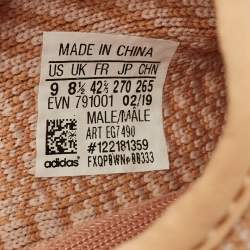 MADE IN CHINA
US UK FR JP CHN
9 8½ 42⅔ 270 265
EVN 791001 02/19
MALE/MÂLE
ART EG7490
#122181359
adidas